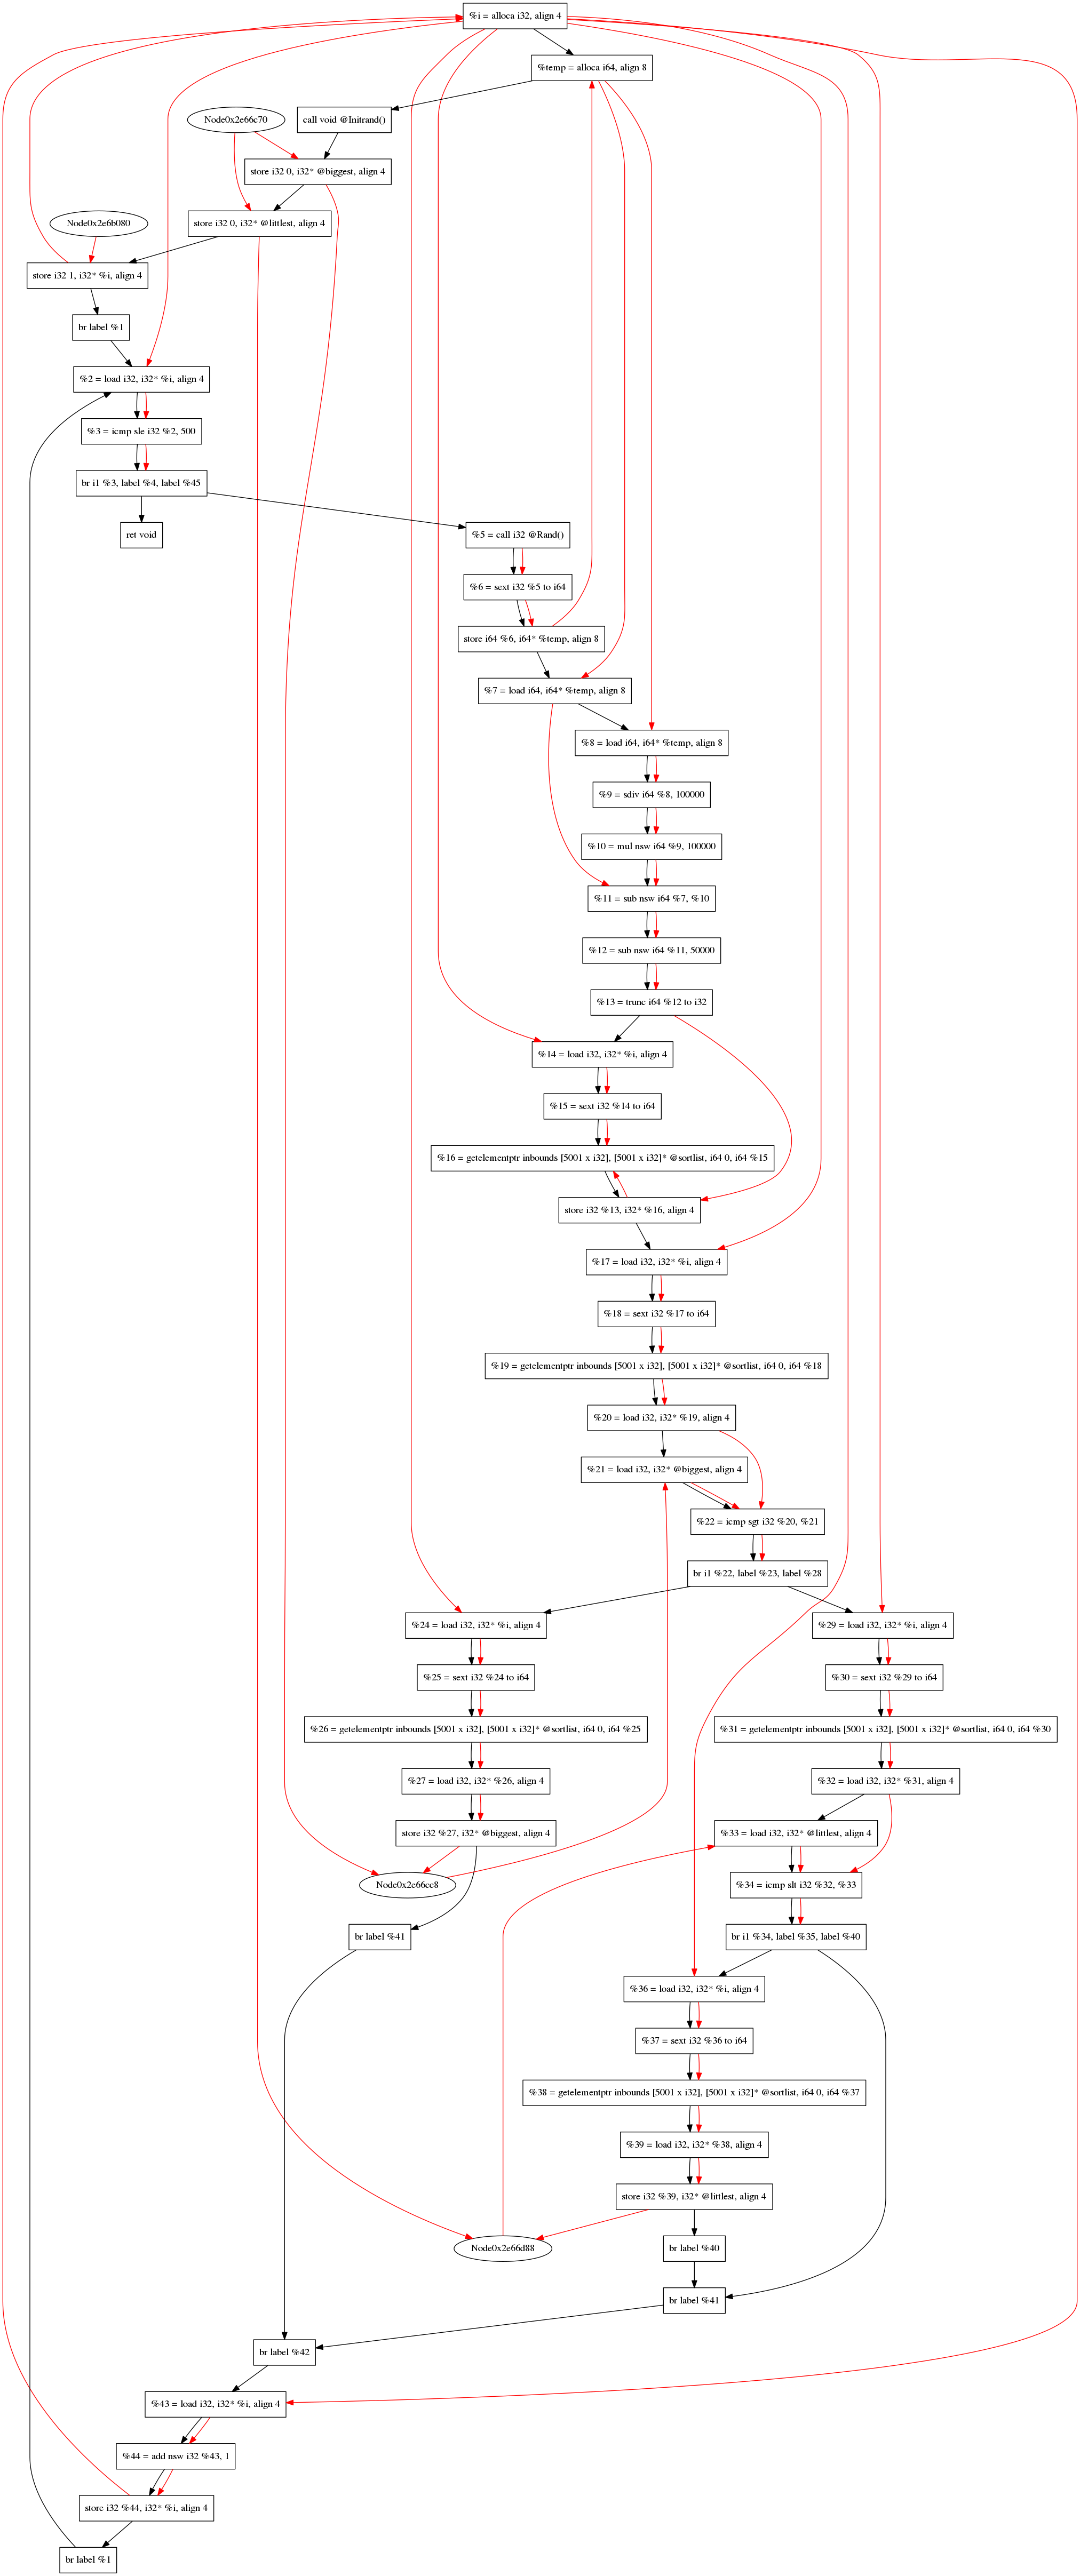 %i = alloca i32, align 4
%temp = alloca i64, align 8
Node0x2e66c70
call void @Initrand()
store i32 0, i32* @biggest, align 4
Node0x2e6b080
store i32 0, i32* @littlest, align 4
store i32 1, i32* %i, align 4
br label %1
%2 = load i32, i32* %i, align 4
%3 = icmp sle i32 %2, 500
br i1 %3, label %4, label %45
ret void
%5 = call i32 @Rand()
%6 = sext i32 %5 to i64
store i64 %6, i64* %temp, align 8
%7 = load i64, i64* %temp, align 8
%8 = load i64, i64* %temp, align 8
%9 = sdiv i64 %8, 100000
%10 = mul nsw i64 %9, 100000
%11 = sub nsw i64 %7, %10
%12 = sub nsw i64 %11, 50000
%13 = trunc i64 %12 to i32
%14 = load i32, i32* %i, align 4
%15 = sext i32 %14 to i64
%16 = getelementptr inbounds [5001 x i32], [5001 x i32]* @sortlist, i64 0, i64 %15
store i32 %13, i32* %16, align 4
%17 = load i32, i32* %i, align 4
%18 = sext i32 %17 to i64
%19 = getelementptr inbounds [5001 x i32], [5001 x i32]* @sortlist, i64 0, i64 %18
%20 = load i32, i32* %19, align 4
%21 = load i32, i32* @biggest, align 4
%22 = icmp sgt i32 %20, %21
br i1 %22, label %23, label %28
%24 = load i32, i32* %i, align 4
%29 = load i32, i32* %i, align 4
%25 = sext i32 %24 to i64
%30 = sext i32 %29 to i64
%26 = getelementptr inbounds [5001 x i32], [5001 x i32]* @sortlist, i64 0, i64 %25
%31 = getelementptr inbounds [5001 x i32], [5001 x i32]* @sortlist, i64 0, i64 %30
%27 = load i32, i32* %26, align 4
%32 = load i32, i32* %31, align 4
store i32 %27, i32* @biggest, align 4
%33 = load i32, i32* @littlest, align 4
Node0x2e66cc8
%34 = icmp slt i32 %32, %33
br label %41
br i1 %34, label %35, label %40
%36 = load i32, i32* %i, align 4
%37 = sext i32 %36 to i64
%38 = getelementptr inbounds [5001 x i32], [5001 x i32]* @sortlist, i64 0, i64 %37
%39 = load i32, i32* %38, align 4
store i32 %39, i32* @littlest, align 4
Node0x2e66d88
br label %40
br label %41
br label %42
%43 = load i32, i32* %i, align 4
%44 = add nsw i32 %43, 1
store i32 %44, i32* %i, align 4
br label %1